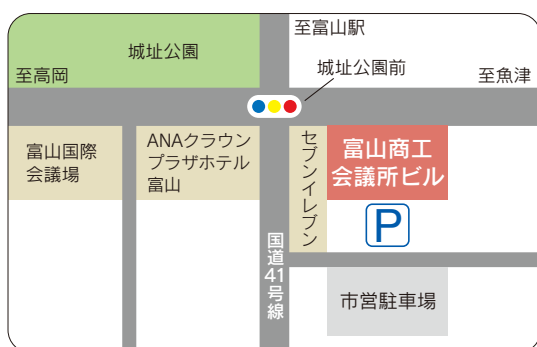 至富山駅
城址公園
城址公園前
至高岡
至魚津
富山国際
会議場
ANAクラウン
プラザホテル
富山
セブンイレブン
富山商工
会議所ビル
P
国道41号線
市営駐車場